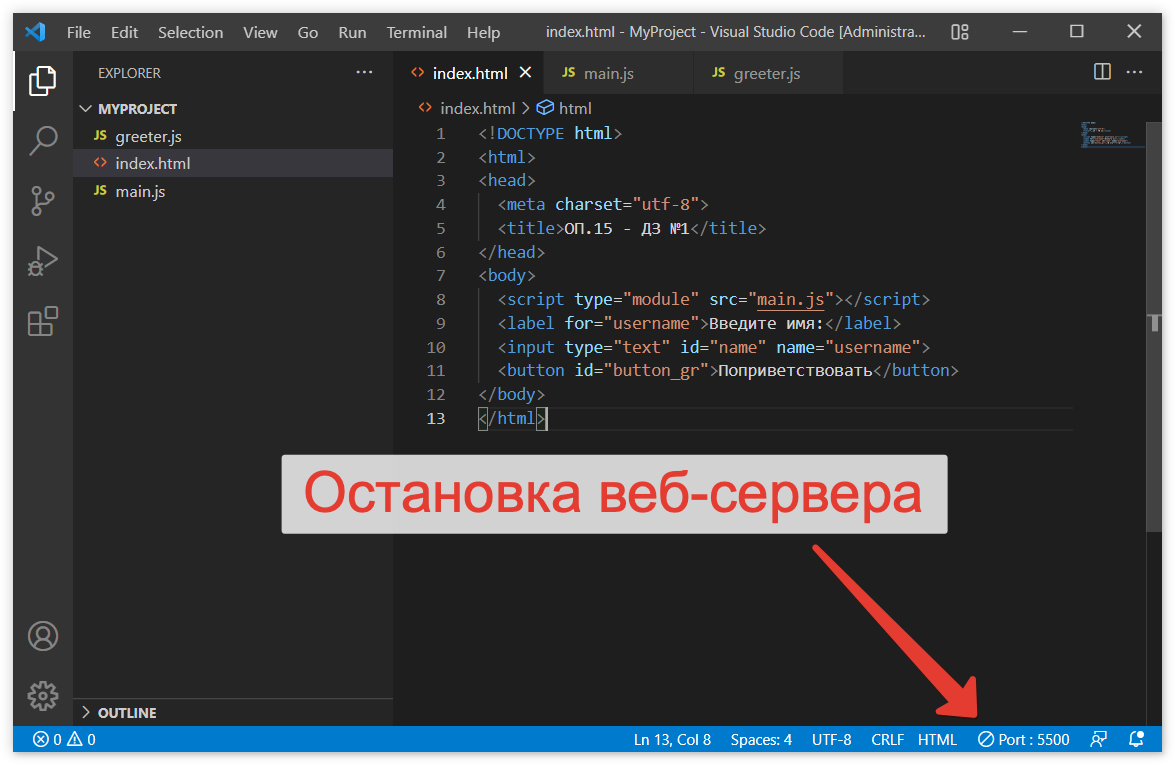 File Edit Selection View Go Run Terminal Help index.html - MyProject - Visual Studio Code [Administra...
EXPLORER
MYPROJECT
JS greeter.js
<> index.html
JS main.js
OUTLINE
<> index.html JS main.js JS greeter.js
<> index.html > html
1 <!DOCTYPE html>
2 <html>
3 <head>
4 <meta charset="utf-8">
5 <title>ОП.15 - ДЗ №1</title>
6 </head>
7 <body>
8 <script type="module" src="main.js"></script>
9 <label for="username">Введите имя:</label>
10 <input type="text" id="name" name="username">
11 <button id="button_gr">Поприветствовать</button>
12 </body>
13 </html>
Остановка веб-сервера
0 0 Ln 13, Col 8 Spaces: 4 UTF-8 CRLF HTML Port : 5500